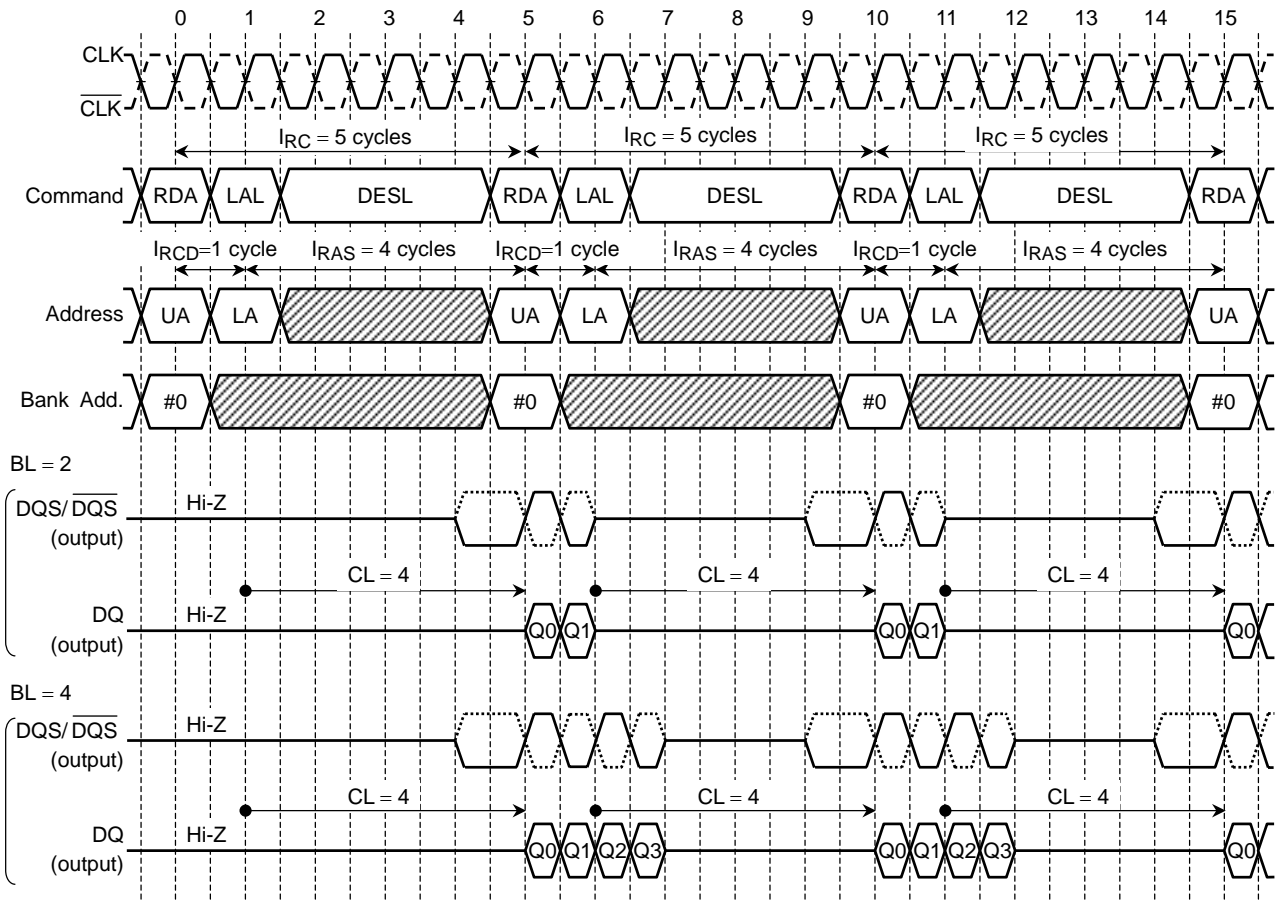 0 1 2 3 4 5 6 7 8 9 10 11 12 13 14 15
CLK
CLK
IRC = 5 cycles IRC = 5 cycles IRC = 5 cycles
Command RDA LAL DESL RDA LAL DESL RDA LAL DESL RDA
IRCD=1 cycle IRAS = 4 cycles IRCD=1 cycle IRAS = 4 cycles IRCD=1 cycle IRAS = 4 cycles
Address UA LA UA LA UA LA UA
Bank Add. #0 #0 #0 #0
BL = 2
DQS/DQS Hi-Z
(output)
CL = 4 CL = 4 CL = 4
DQ Hi-Z
Q0 Q1 Q0 Q1 Q0
(output)
BL = 4
DQS/DQS Hi-Z
(output)
CL = 4 CL = 4 CL = 4
DQ Hi-Z
Q0 Q1 Q2 Q3 Q0 Q1 Q2 Q3 Q0
(output)